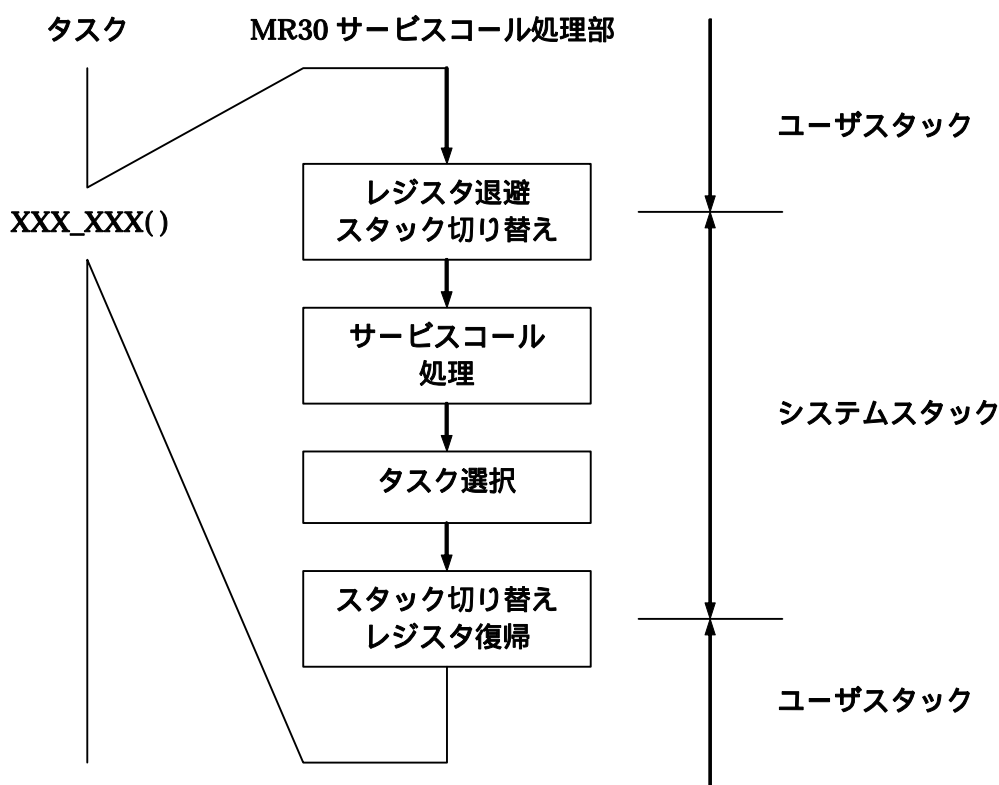 タスク
MR30 サービスコール処理部
ユーザスタック
レジスタ退避
スタック切り替え
XXX_XXX( )
サービスコール
処理
システムスタック
タスク選択
スタック切り替え
レジスタ復帰
ユーザスタック